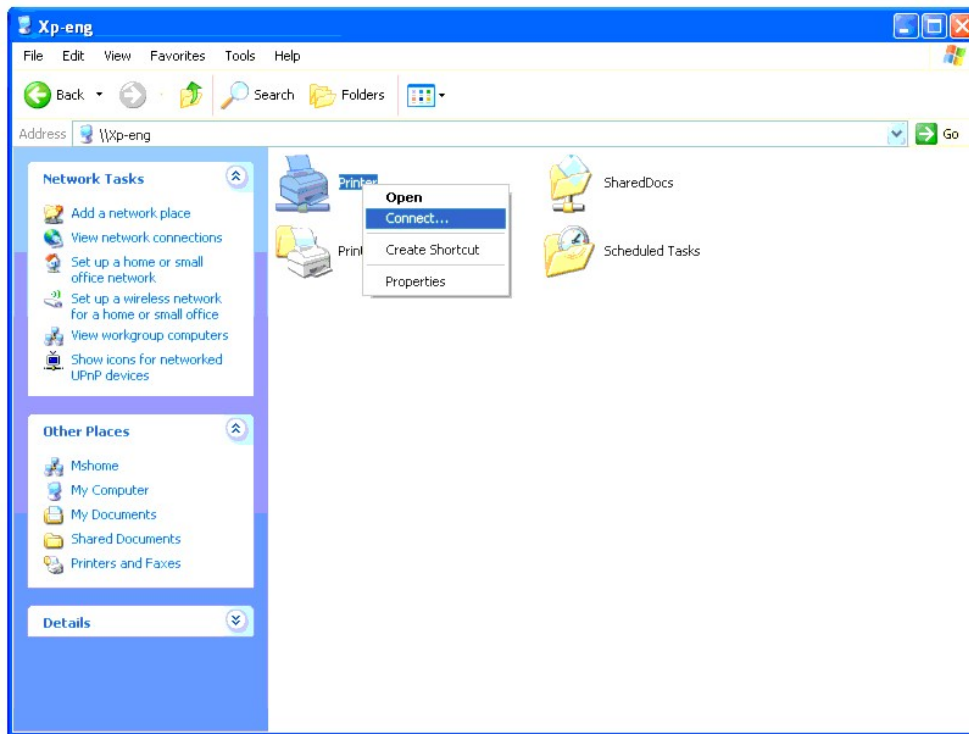 Xp-eng
File Edit View Favorites Tools Help
Back Search Folders
Address \\Xp-eng Go
Network Tasks
Add a network place
View network connections
Set up a home or small
office network
Set up a wireless network
for a home or small office
View workgroup computers
Show icons for networked
UPnP devices
Other Places
Mshome
My Computer
My Documents
Shared Documents
Printers and Faxes
Details
Printer
Open
Connect...
Create Shortcut
Properties
SharedDocs
Scheduled Tasks